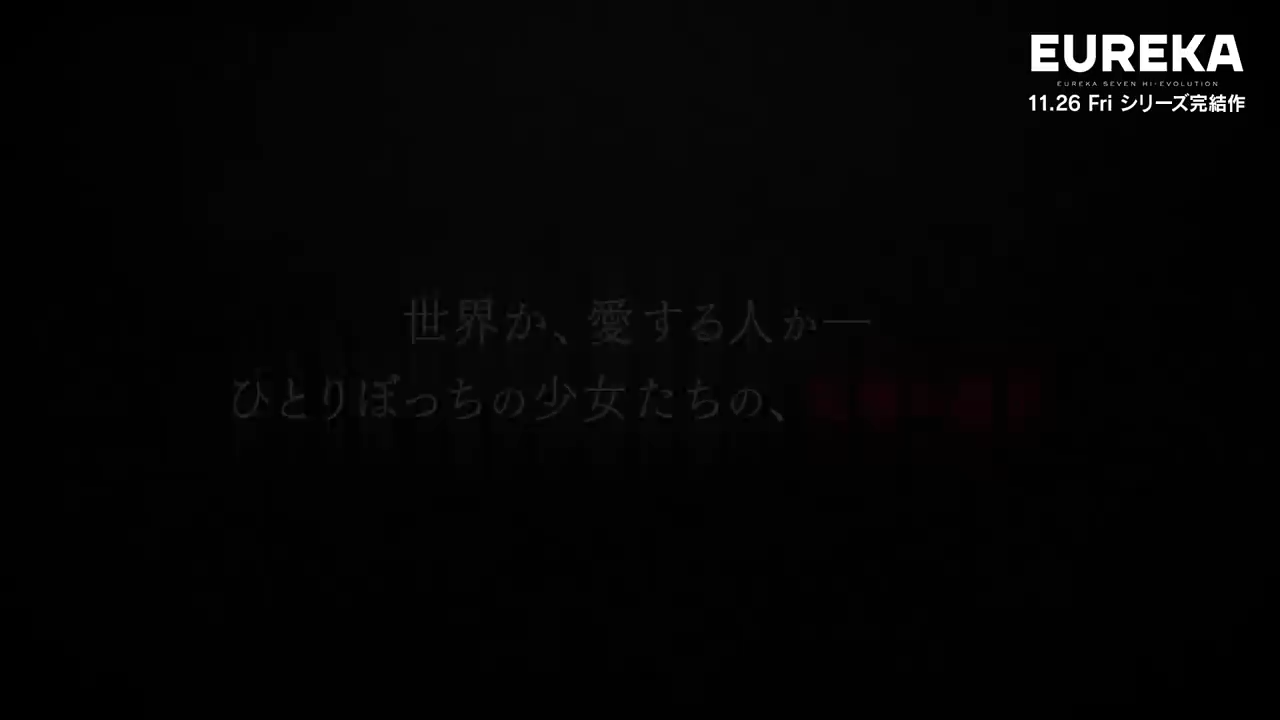 EUREKA
EUREKA SEVEN HI-EVOLUTION
11.26 Fri シリーズ完結作
世界か、愛する人か―
ひとりぼっちの少女たちの、